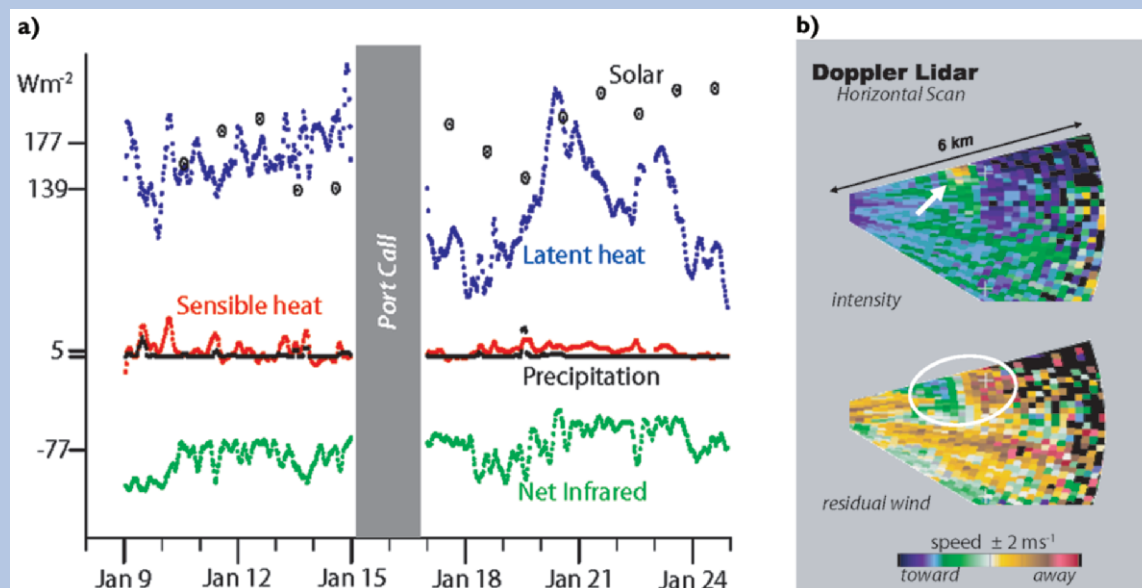 a)
Wm-2
177
139
5
-77
Solar
Latent heat
Sensible heat
Precipitation
Net Infrared
Port Call
Jan 9
Jan 12
Jan 15
Jan 18
Jan 21
Jan 24
b)
Doppler Lidar
Horizontal Scan
6 km
intensity
residual wind
speed ± 2 ms-1
toward away